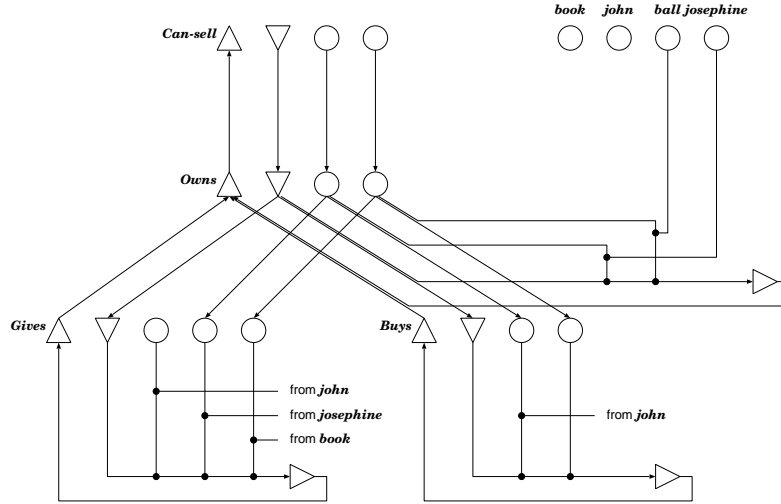 book john ball josephine
Can-sell
Owns
Gives
Buys
from john
from josephine
from john
from book